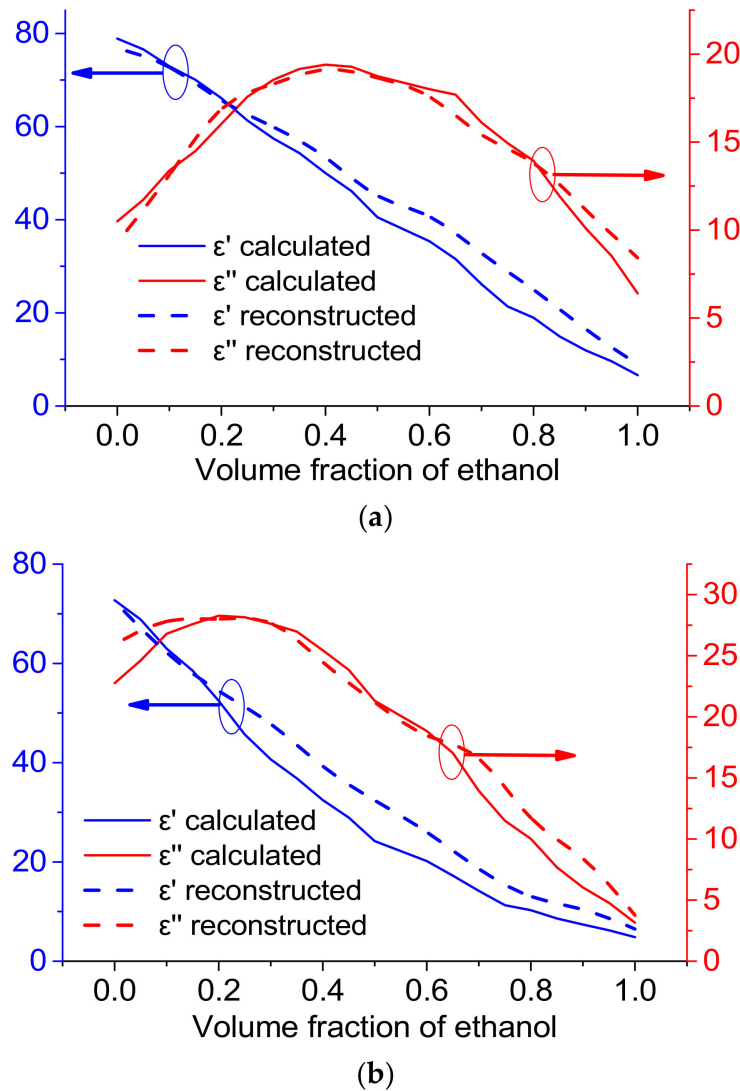 80
60
40
20
0
25
20
15
10
5
0
ε' calculated
ε" calculated
ε' reconstructed
ε" reconstructed
0.0 0.2 0.4 0.6 0.8 1.0
Volume fraction of ethanol
(a)
80
60
40
20
0
30
25
20
15
10
5
0
ε' calculated
ε" calculated
ε' reconstructed
ε" reconstructed
0.0 0.2 0.4 0.6 0.8 1.0
Volume fraction of ethanol
(b)